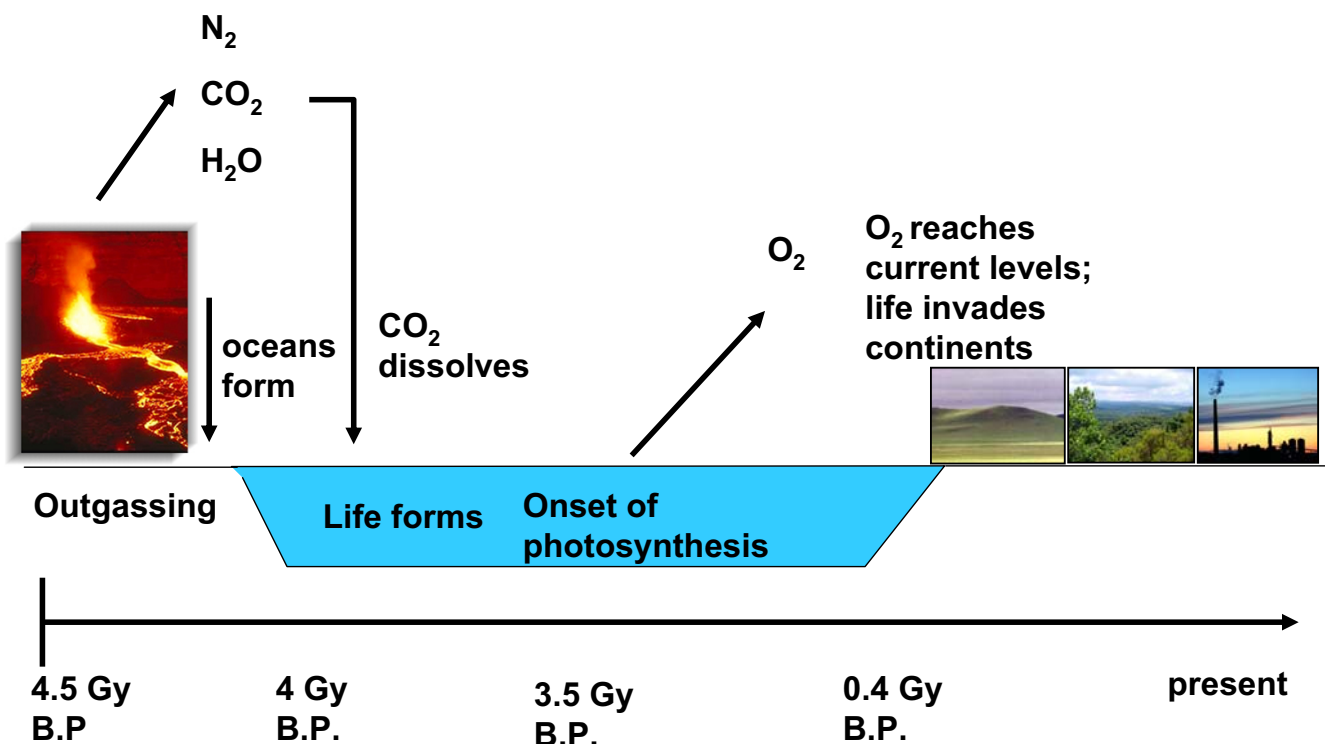 N₂
CO₂
H₂O
O₂
O₂ reaches
current levels;
life invades
continents
oceans
form
CO₂
dissolves
Outgassing
Life forms
Onset of
photosynthesis
4.5 Gy
B.P
4 Gy
B.P.
3.5 Gy
B.P.
0.4 Gy
B.P.
present